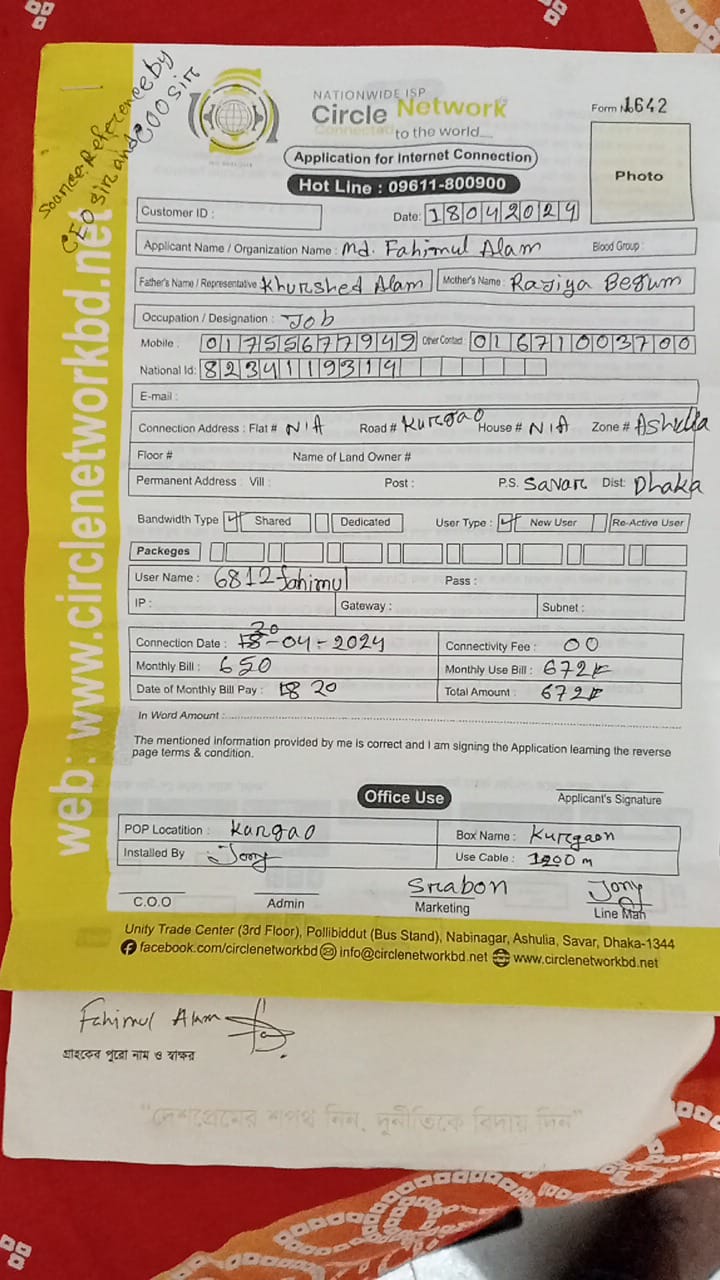 Source: Reference by
CEO sir and COO sir
web: www.circlenetworkbd.net
NATIONWIDE ISP
Circle Network
Connected to the world....
Form No 1642
Application for Internet Connection
Hot Line : 09611-800900
Photo
Customer ID :
Date: 18042024
Applicant Name / Organization Name : Md. Fahimul Alam Blood Group :
Father's Name / Representative Khurshed Alam Mother's Name : Raziya Begum
Occupation / Designation : Job
Mobile : 01755677949 Other Contact 01671003700
National Id: 8234119314
E-mail :
Connection Address : Flat # N/A Road # Kurgao House # N/A Zone # Ashulia
Floor # Name of Land Owner #
Permanent Address : Vill : Post : P.S. Savar Dist: Dhaka
Bandwidth Type Shared Dedicated User Type : New User Re-Active User
Packeges
User Name : 6812fahimul Pass :
IP : Gateway : Subnet :
Connection Date : 20-04-2024 Connectivity Fee : 00
Monthly Bill : 650 Monthly Use Bill : 672
Date of Monthly Bill Pay : 20 Total Amount : 672
In Word Amount :
The mentioned information provided by me is correct and I am signing the Application learning the reverse
page terms & condition.
Office Use
Applicant's Signature
POP Locatition : Kurgao Box Name : Kurgaon
Installed By Jony Use Cable : 1200 m
Srabon Jony
C.O.O Admin Marketing Line Man
Unity Trade Center (3rd Floor), Pollibiddut (Bus Stand), Nabinagar, Ashulia, Savar, Dhaka-1344
facebook.com/circlenetworkbd info@circlenetworkbd.net www.circlenetworkbd.net
Fahimul Alam
গ্রাহকের পুরো নাম ও স্বাক্ষর
"দেশপ্রেমের শপথ নিন, দুর্নীতিকে বিদায় দিন"